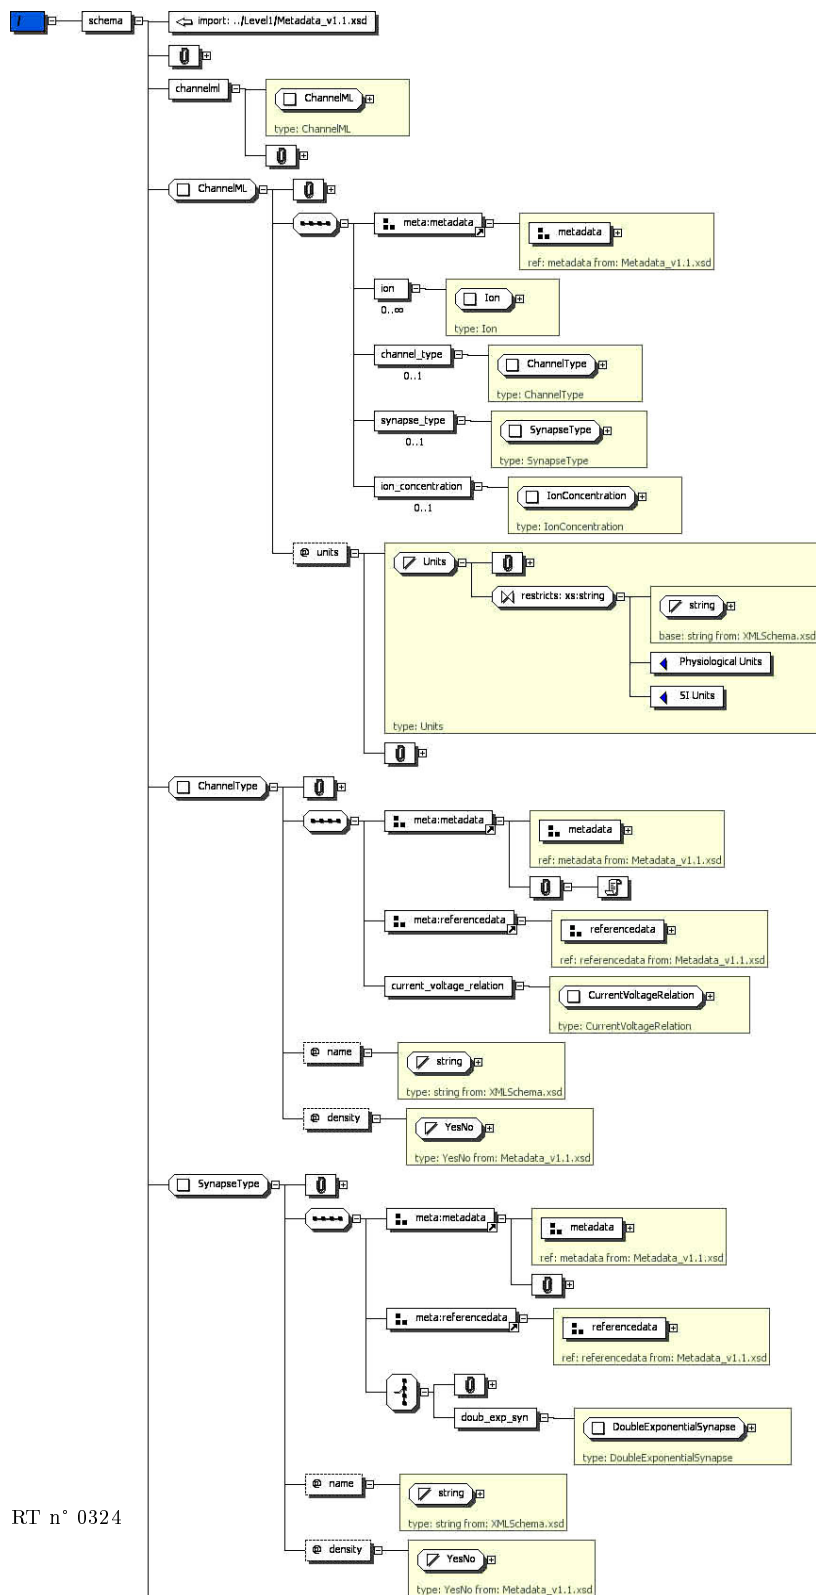 /
schema
import: ../Level1/Metadata_v1.1.xsd
channelml
ChannelML
type: ChannelML
ChannelML
meta:metadata
metadata
ref: metadata from: Metadata_v1.1.xsd
ion
0..∞
Ion
type: Ion
channel_type
0..1
ChannelType
type: ChannelType
synapse_type
0..1
SynapseType
type: SynapseType
ion_concentration
0..1
IonConcentration
type: IonConcentration
@ units
Units
restricts: xs:string
string
base: string from: XMLSchema.xsd
Physiological Units
SI Units
type: Units
ChannelType
meta:metadata
metadata
ref: metadata from: Metadata_v1.1.xsd
meta:referencedata
referencedata
ref: referencedata from: Metadata_v1.1.xsd
current_voltage_relation
CurrentVoltageRelation
type: CurrentVoltageRelation
@ name
string
type: string from: XMLSchema.xsd
@ density
YesNo
type: YesNo from: Metadata_v1.1.xsd
SynapseType
meta:metadata
metadata
ref: metadata from: Metadata_v1.1.xsd
meta:referencedata
referencedata
ref: referencedata from: Metadata_v1.1.xsd
doub_exp_syn
DoubleExponentialSynapse
type: DoubleExponentialSynapse
@ name
string
type: string from: XMLSchema.xsd
RT n° 0324
@ density
YesNo
type: YesNo from: Metadata_v1.1.xsd